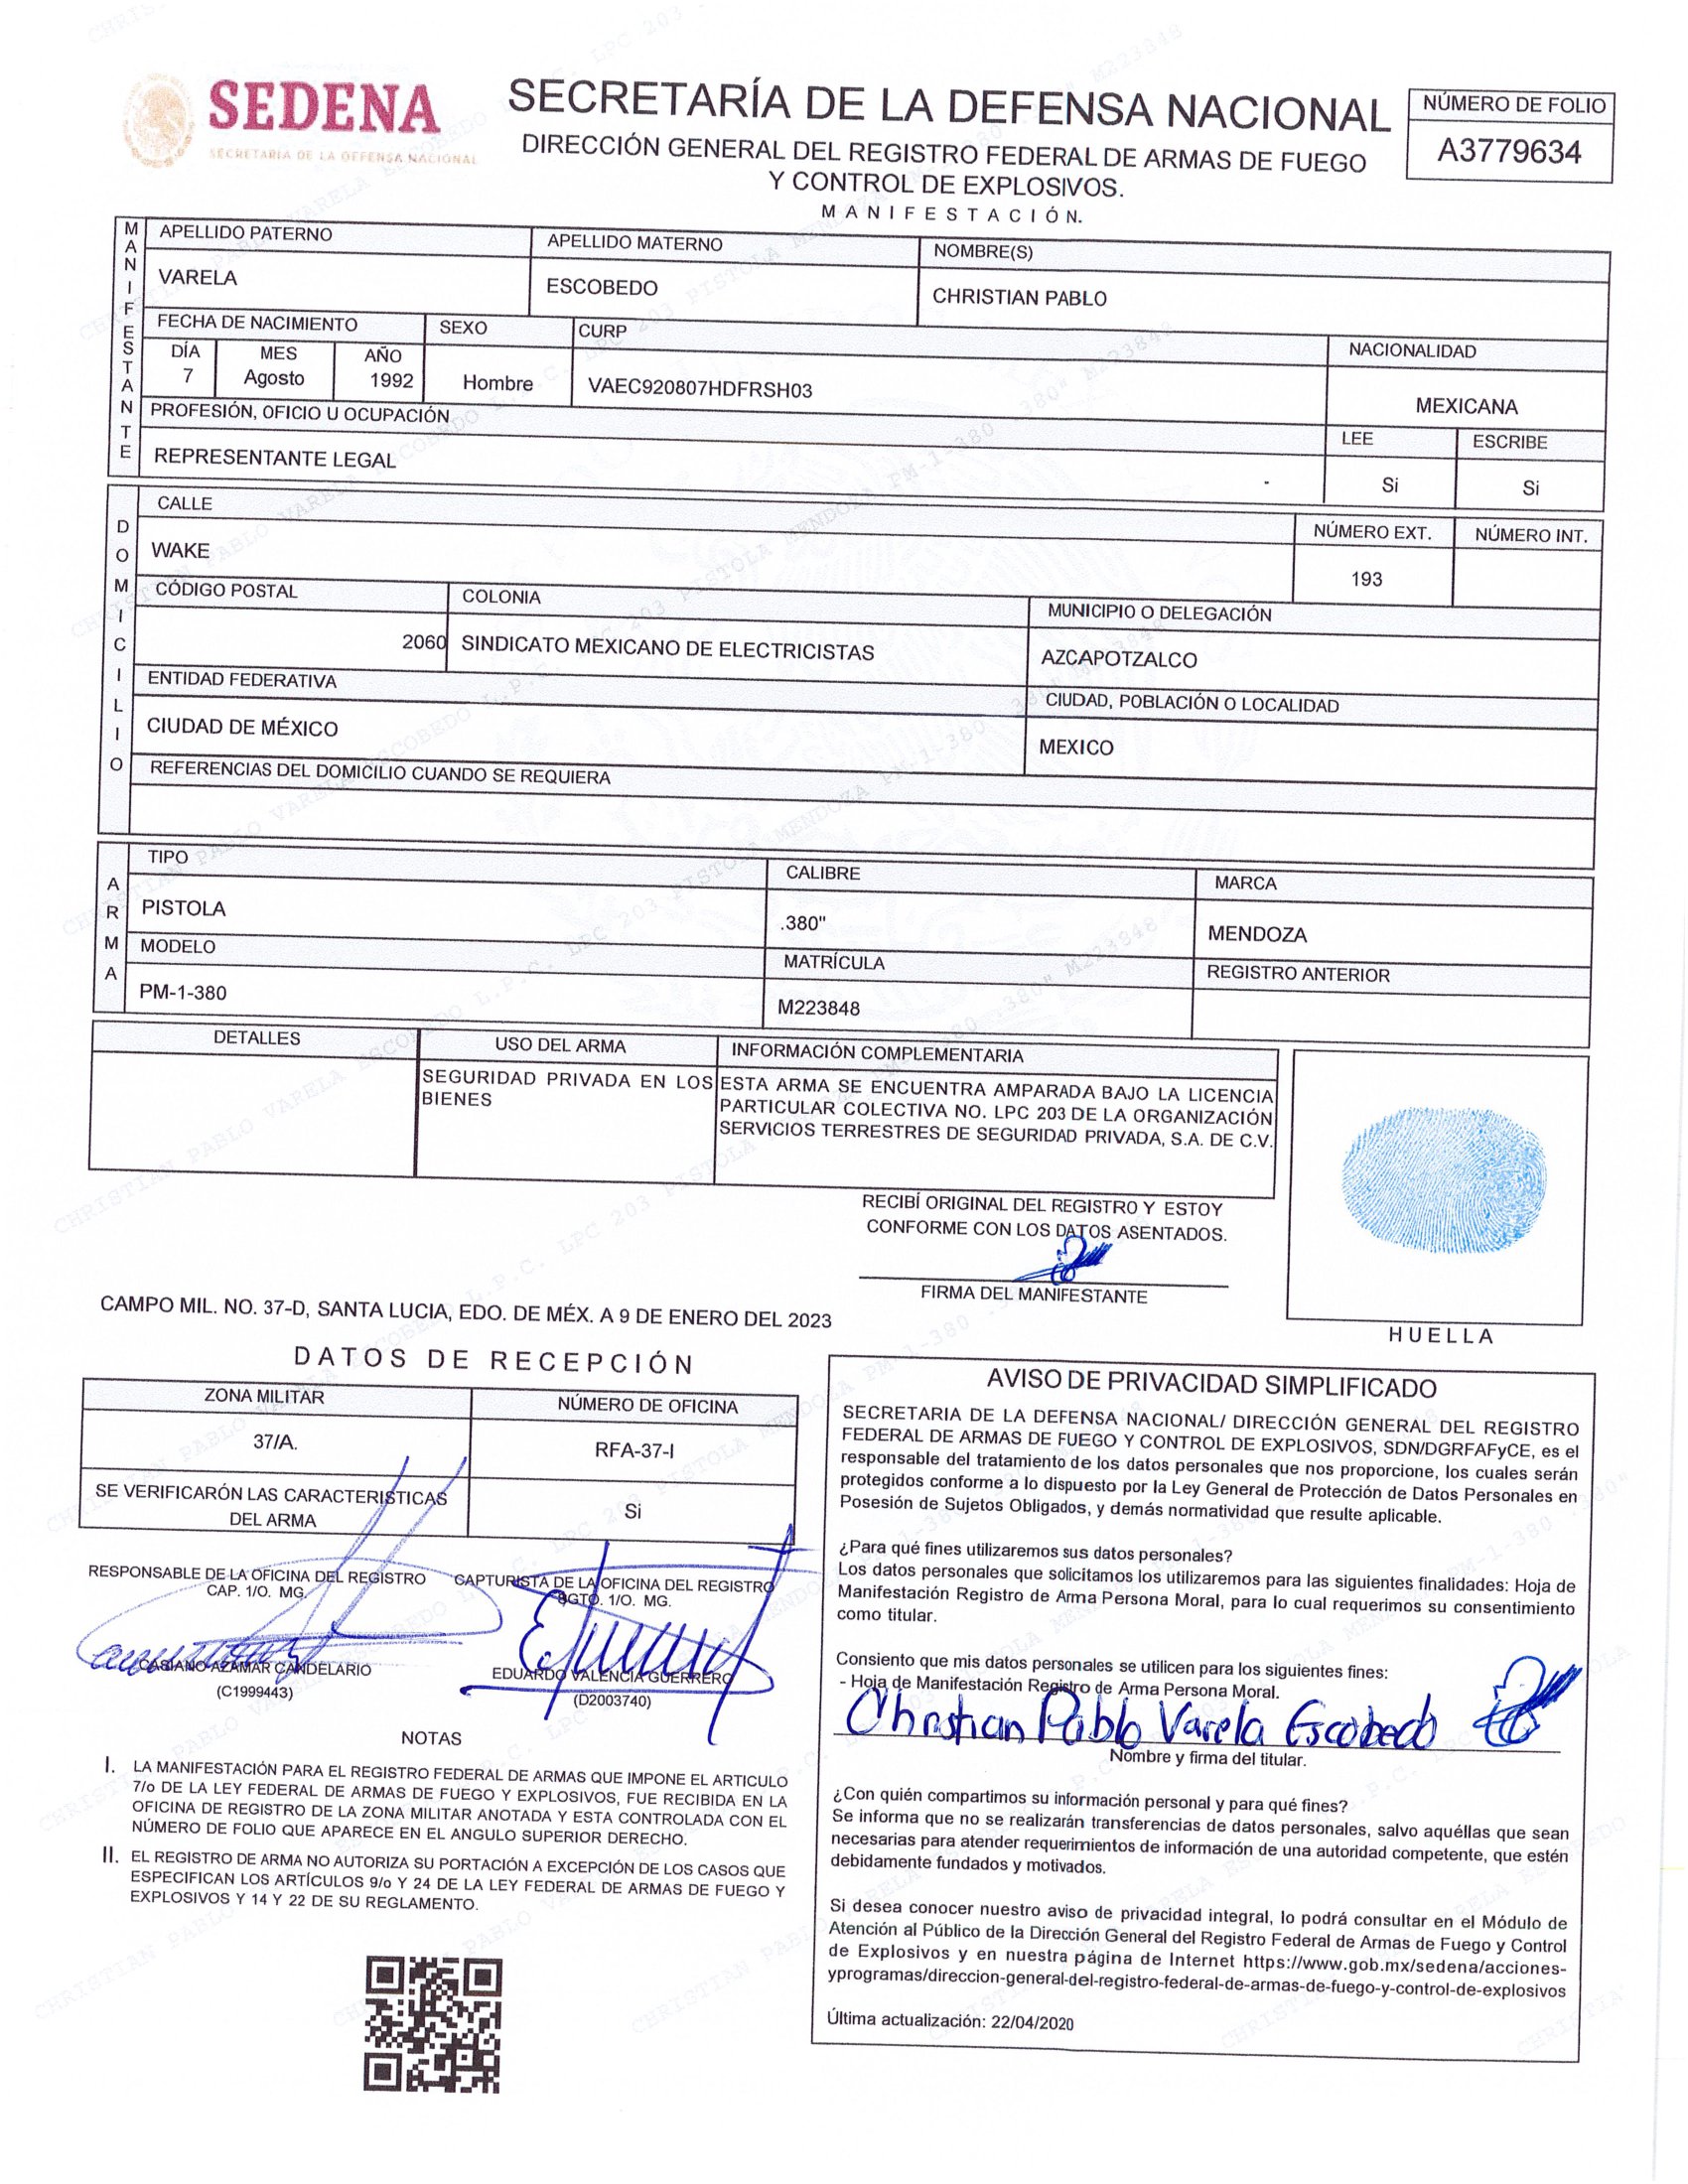 SEDENA
SECRETARÍA DE LA DEFENSA NACIONAL
SECRETARÍA DE LA DEFENSA NACIONAL
DIRECCIÓN GENERAL DEL REGISTRO FEDERAL DE ARMAS DE FUEGO
Y CONTROL DE EXPLOSIVOS.
MANIFESTACIÓN.
NÚMERO DE FOLIO
A3779634
MANIFESTANTE
APELLIDO PATERNO
APELLIDO MATERNO
NOMBRE(S)
VARELA
ESCOBEDO
CHRISTIAN PABLO
FECHA DE NACIMIENTO
SEXO
CURP
NACIONALIDAD
DÍA
MES
AÑO
7
Agosto
1992
Hombre
VAEC920807HDFRSH03
MEXICANA
PROFESIÓN, OFICIO U OCUPACIÓN
LEE
ESCRIBE
REPRESENTANTE LEGAL
Si
Si
DOMICILIO
CALLE
NÚMERO EXT.
NÚMERO INT.
WAKE
193
CÓDIGO POSTAL
COLONIA
MUNICIPIO O DELEGACIÓN
2060
SINDICATO MEXICANO DE ELECTRICISTAS
AZCAPOTZALCO
ENTIDAD FEDERATIVA
CIUDAD, POBLACIÓN O LOCALIDAD
CIUDAD DE MÉXICO
MEXICO
REFERENCIAS DEL DOMICILIO CUANDO SE REQUIERA
ARMA
TIPO
CALIBRE
MARCA
PISTOLA
.380"
MENDOZA
MODELO
MATRÍCULA
REGISTRO ANTERIOR
PM-1-380
M223848
DETALLES
USO DEL ARMA
INFORMACIÓN COMPLEMENTARIA
SEGURIDAD PRIVADA EN LOS
BIENES
ESTA ARMA SE ENCUENTRA AMPARADA BAJO LA LICENCIA
PARTICULAR COLECTIVA NO. LPC 203 DE LA ORGANIZACIÓN
SERVICIOS TERRESTRES DE SEGURIDAD PRIVADA, S.A. DE C.V.
RECIBÍ ORIGINAL DEL REGISTRO Y ESTOY
CONFORME CON LOS DATOS ASENTADOS.
FIRMA DEL MANIFESTANTE
HUELLA
CAMPO MIL. NO. 37-D, SANTA LUCIA, EDO. DE MÉX. A 9 DE ENERO DEL 2023
DATOS DE RECEPCIÓN
ZONA MILITAR
NÚMERO DE OFICINA
37/A.
RFA-37-I
SE VERIFICARÓN LAS CARACTERISTICAS
DEL ARMA
Si
RESPONSABLE DE LA OFICINA DEL REGISTRO
CAP. 1/O. MG.
CASIANO AZAMAR CANDELARIO
(C1999443)
CAPTURISTA DE LA OFICINA DEL REGISTRO
SGTO. 1/O. MG.
EDUARDO VALENCIA GUERRERO
(D2003740)
NOTAS
I. LA MANIFESTACIÓN PARA EL REGISTRO FEDERAL DE ARMAS QUE IMPONE EL ARTICULO
7/o DE LA LEY FEDERAL DE ARMAS DE FUEGO Y EXPLOSIVOS, FUE RECIBIDA EN LA
OFICINA DE REGISTRO DE LA ZONA MILITAR ANOTADA Y ESTA CONTROLADA CON EL
NÚMERO DE FOLIO QUE APARECE EN EL ANGULO SUPERIOR DERECHO.
II. EL REGISTRO DE ARMA NO AUTORIZA SU PORTACIÓN A EXCEPCIÓN DE LOS CASOS QUE
ESPECIFICAN LOS ARTÍCULOS 9/o Y 24 DE LA LEY FEDERAL DE ARMAS DE FUEGO Y
EXPLOSIVOS Y 14 Y 22 DE SU REGLAMENTO.
AVISO DE PRIVACIDAD SIMPLIFICADO
SECRETARIA DE LA DEFENSA NACIONAL/ DIRECCIÓN GENERAL DEL REGISTRO
FEDERAL DE ARMAS DE FUEGO Y CONTROL DE EXPLOSIVOS, SDN/DGRFAFyCE, es el
responsable del tratamiento de los datos personales que nos proporcione, los cuales serán
protegidos conforme a lo dispuesto por la Ley General de Protección de Datos Personales en
Posesión de Sujetos Obligados, y demás normatividad que resulte aplicable.
¿Para qué fines utilizaremos sus datos personales?
Los datos personales que solicitamos los utilizaremos para las siguientes finalidades: Hoja de
Manifestación Registro de Arma Persona Moral, para lo cual requerimos su consentimiento
como titular.
Consiento que mis datos personales se utilicen para los siguientes fines:
- Hoja de Manifestación Registro de Arma Persona Moral.
Christian Pablo Varela Escobedo
Nombre y firma del titular.
¿Con quién compartimos su información personal y para qué fines?
Se informa que no se realizarán transferencias de datos personales, salvo aquéllas que sean
necesarias para atender requerimientos de información de una autoridad competente, que estén
debidamente fundados y motivados.
Si desea conocer nuestro aviso de privacidad integral, lo podrá consultar en el Módulo de
Atención al Público de la Dirección General del Registro Federal de Armas de Fuego y Control
de Explosivos y en nuestra página de Internet https://www.gob.mx/sedena/acciones-
yprogramas/direccion-general-del-registro-federal-de-armas-de-fuego-y-control-de-explosivos
Última actualización: 22/04/2020